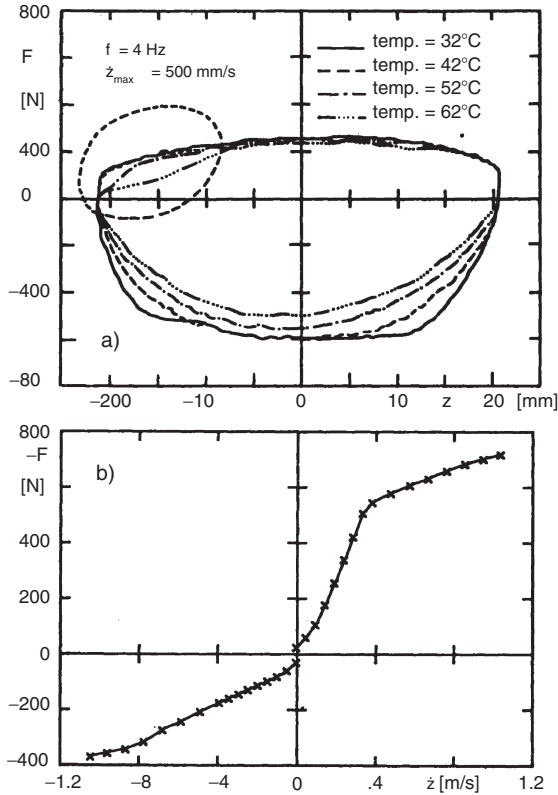 800
F
[N]
400
0
−400
−80
f = 4 Hz
ż max = 500 mm/s
temp. = 32°C
temp. = 42°C
temp. = 52°C
temp. = 62°C
a)
−200
−10
0
10
z
20
[mm]
800
−F
[N]
400
200
0
−200
−400
b)
−1.2
−8
−4
0
.4
ż [m/s]
1.2